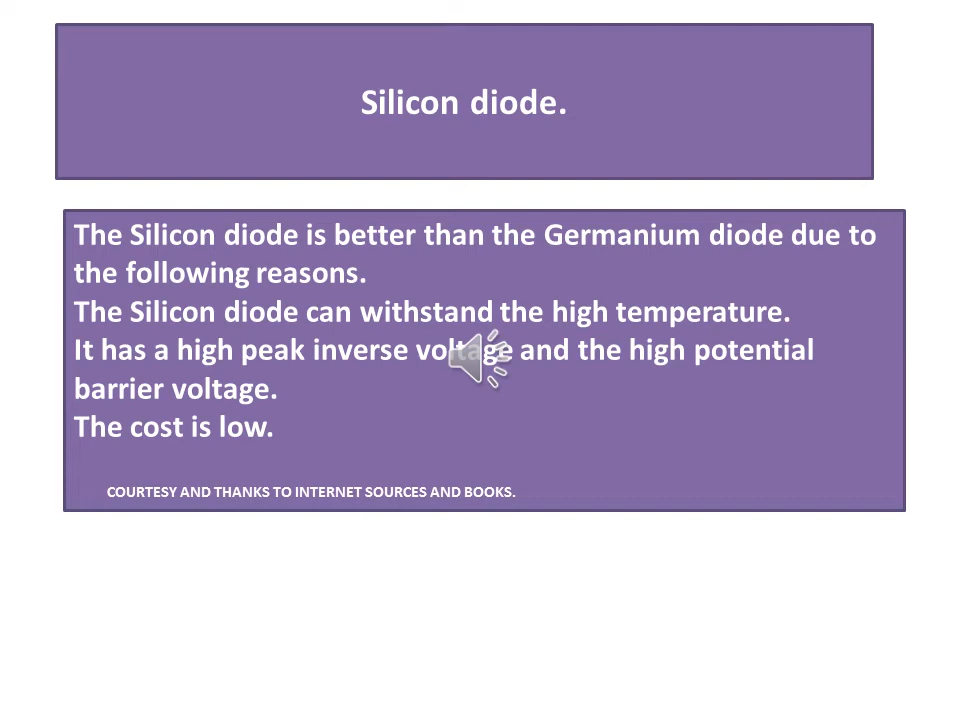 Silicon diode.
The Silicon diode is better than the Germanium diode due to
the following reasons.
The Silicon diode can withstand the high temperature.
It has a high peak inverse voltage and the high potential
barrier voltage.
The cost is low.
COURTESY AND THANKS TO INTERNET SOURCES AND BOOKS.